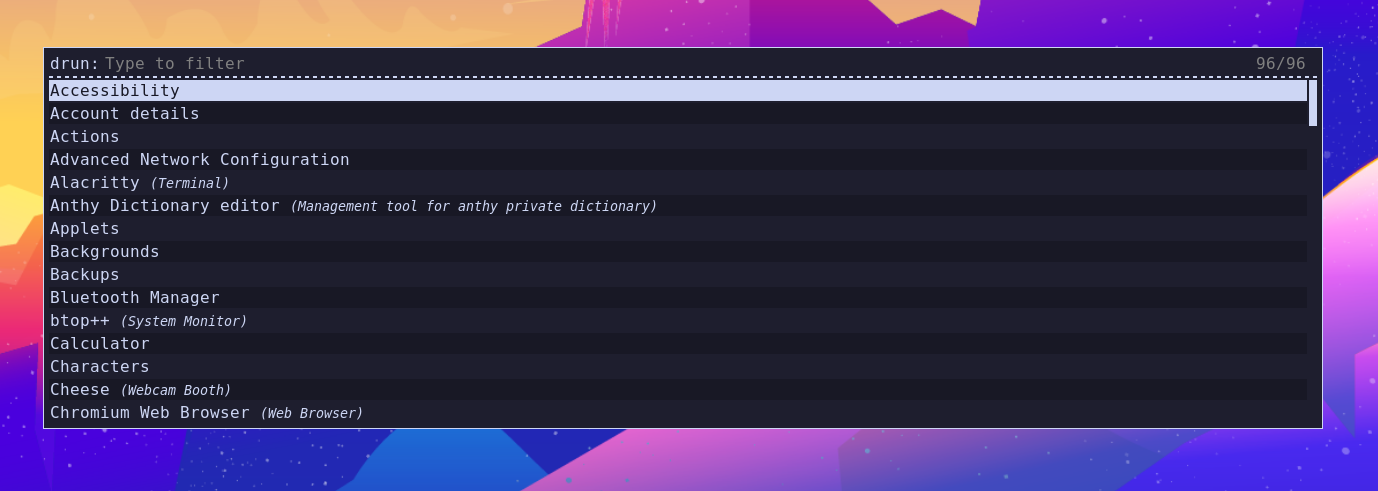 drun: Type to filter 96/96
Accessibility
Account details
Actions
Advanced Network Configuration
Alacritty (Terminal)
Anthy Dictionary editor (Management tool for anthy private dictionary)
Applets
Backgrounds
Backups
Bluetooth Manager
btop++ (System Monitor)
Calculator
Characters
Cheese (Webcam Booth)
Chromium Web Browser (Web Browser)